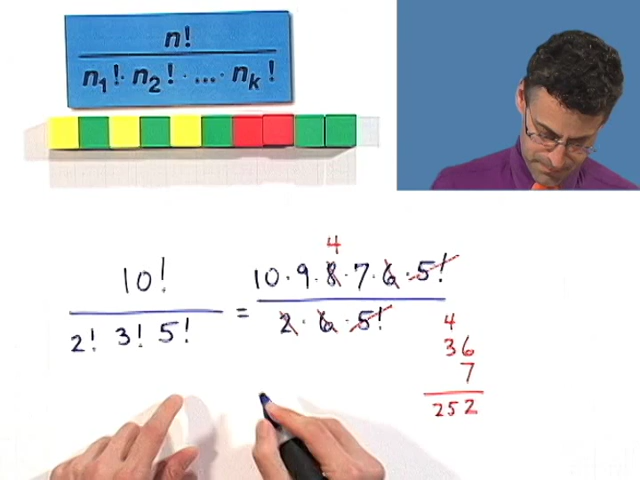 n!
n1! · n2! · ... · nk!
4
10! = 10 · 9 · 8 · 7 · 6 · 5!
2! 3! 5! 2 · 6 · 5!
4
36
7
252